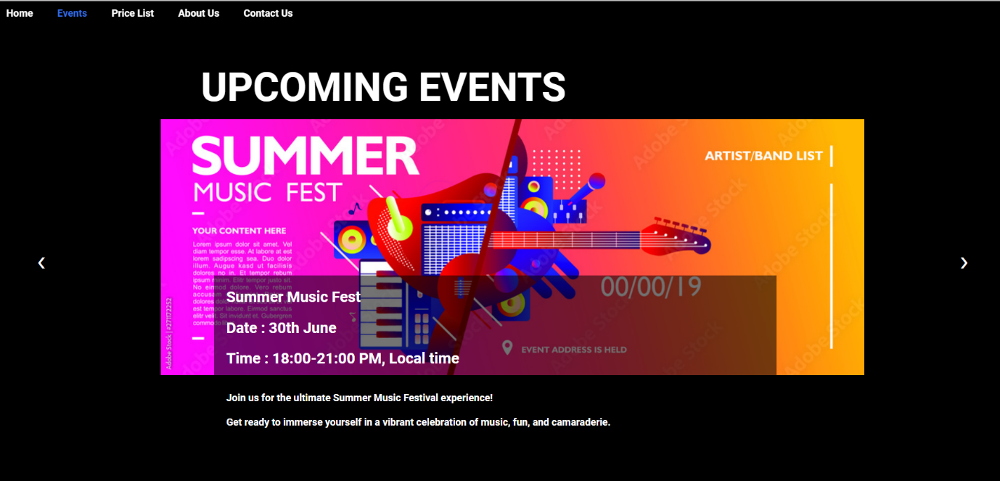 Home Events Price List About Us Contact Us
UPCOMING EVENTS
SUMMER
MUSIC FEST
YOUR CONTENT HERE
Lorem ipsum dolor sit amet. Vel
diam tempor esse. At labore at est
lorem sadipscing sea. Duo dolor
illum. Augue kasd ut facilisis
dolores no in. Et tempor rebum
ipsum minim. Elitr tempor justo sit.
No eirmod dolore. Vero rebum
accusam
dolores
est tempor labore. Eirmod sanctus
elitr velit. Sit invidunt et. Gubergren
commodo
ARTIST/BAND LIST
00/00/19
EVENT ADDRESS IS HELD
Adobe Stock | #271172252
Adobe Stock
Summer Music Fest
Date : 30th June
Time : 18:00-21:00 PM, Local time
Join us for the ultimate Summer Music Festival experience!
Get ready to immerse yourself in a vibrant celebration of music, fun, and camaraderie.